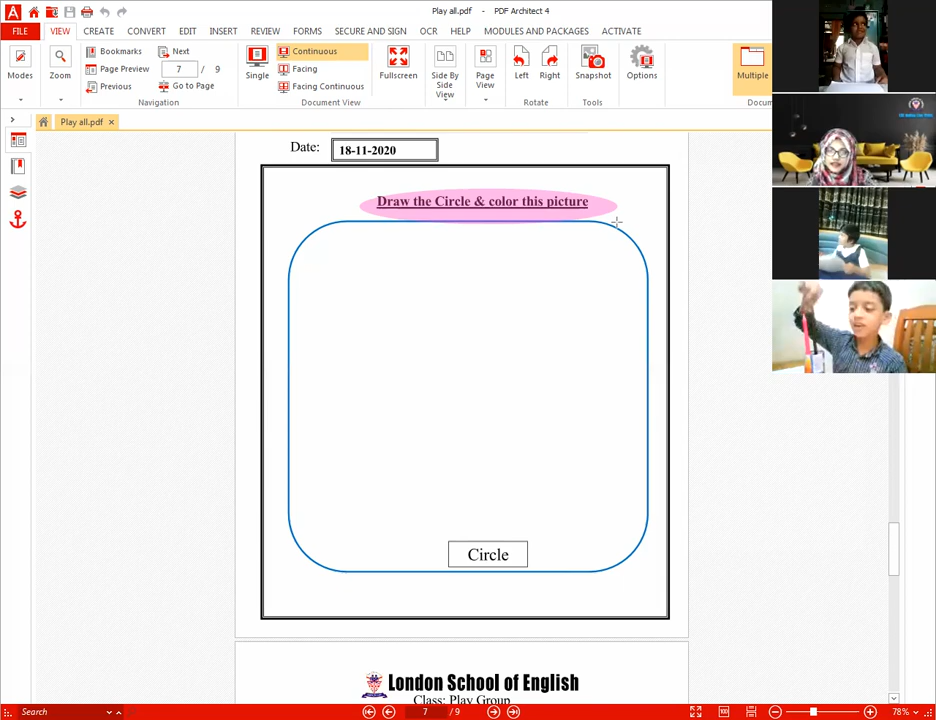 Play all.pdf - PDF Architect 4
FILE VIEW CREATE CONVERT EDIT INSERT REVIEW FORMS SECURE AND SIGN OCR HELP MODULES AND PACKAGES ACTIVATE
Modes
Zoom
Bookmarks Next
Page Preview 7 / 9
Previous Go to Page
Navigation
Single
Continuous
Facing
Facing Continuous
Document View
Fullscreen
Side By Side View
Page View
Left Right
Rotate
Snapshot
Tools
Options
Multiple
Docum
Play all.pdf ×
Date: 18-11-2020
Draw the Circle & color this picture
Circle
London School of English
Class: Play Group
Search
7 / 9
78%